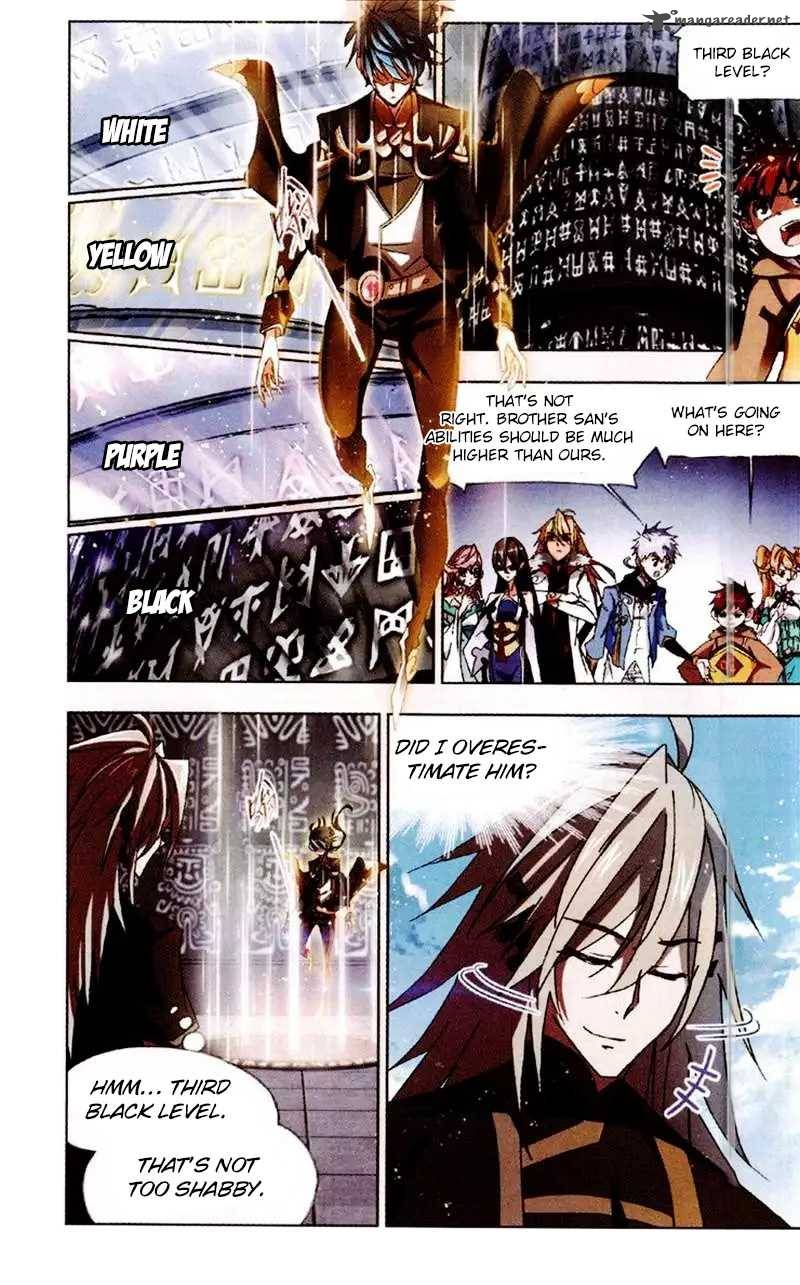 mangareader.net
WHITE
YELLOW
PURPLE
BLACK
THIRD BLACK
LEVEL?
THAT'S NOT
RIGHT. BROTHER SAN'S
ABILITIES SHOULD BE MUCH
HIGHER THAN OURS.
WHAT'S GOING
ON HERE?
HMM... THIRD
BLACK LEVEL.
THAT'S NOT
TOO SHABBY.
DID I OVERES-
TIMATE HIM?